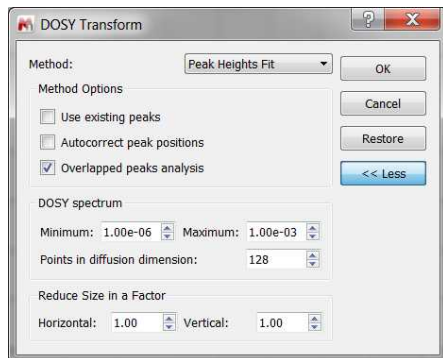 DOSY Transform
Method: Peak Heights Fit OK
Method Options
Cancel
Use existing peaks
Autocorrect peak positions
Restore
Overlapped peaks analysis
<< Less
DOSY spectrum
Minimum: 1.00e-06 Maximum: 1.00e-03
Points in diffusion dimension: 128
Reduce Size in a Factor
Horizontal: 1.00 Vertical: 1.00